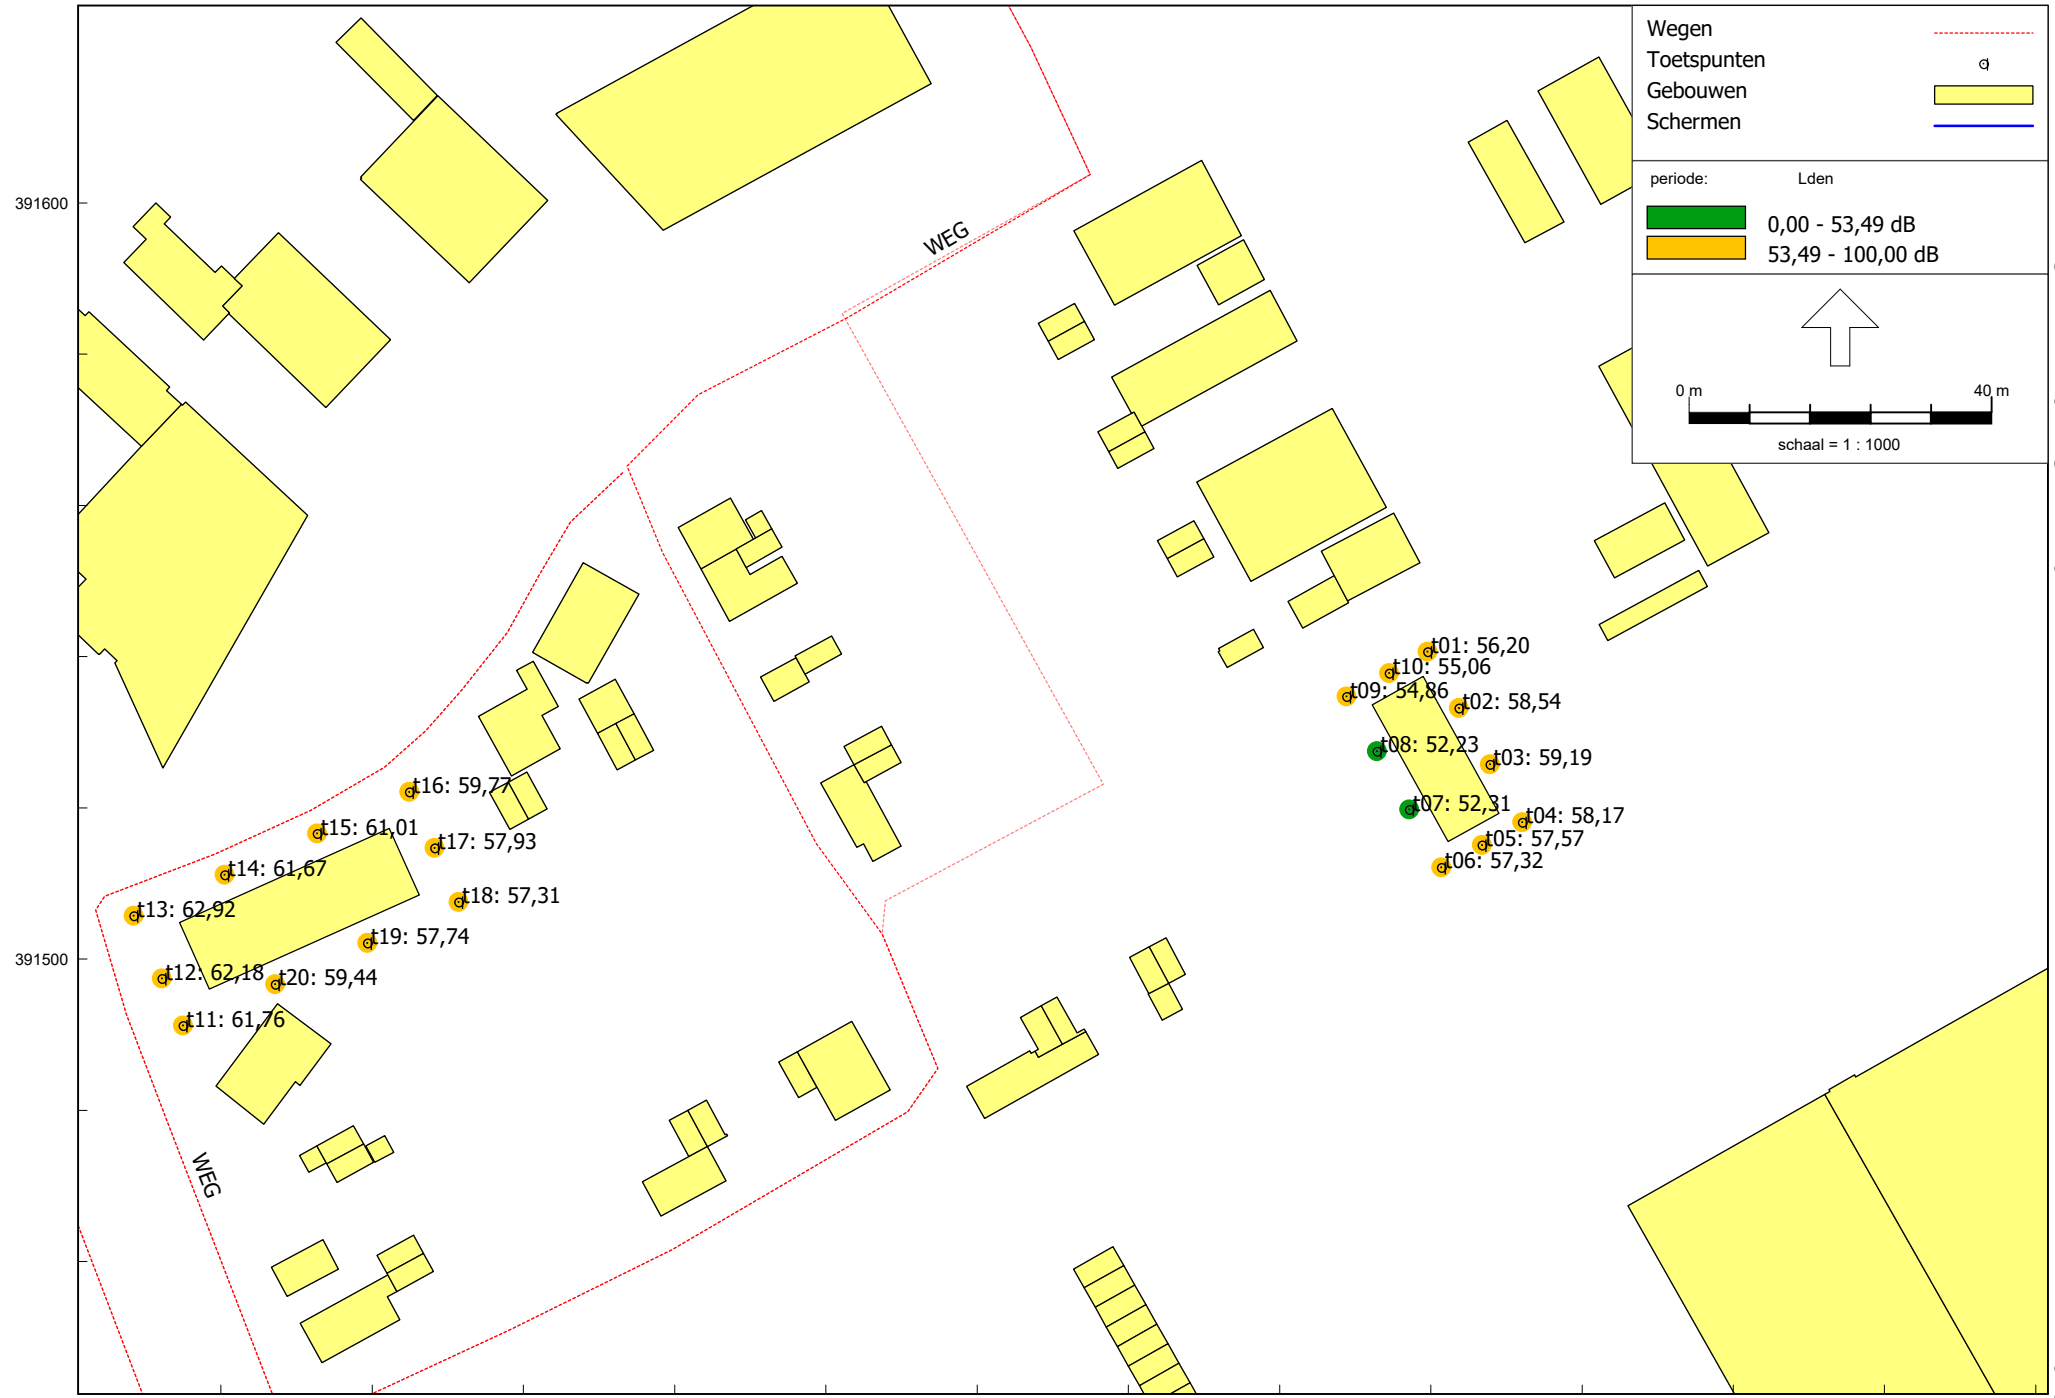 Wegen
Toetspunten
Gebouwen
Schermen
periode: Lden
0,00 - 53,49 dB
53,49 - 100,00 dB
0 m 40 m
schaal = 1 : 1000
391600
WEG
t01: 56,20
t10: 55,06
t09: 54,86
t02: 58,54
t08: 52,23
t03: 59,19
t16: 59,77
t07: 52,31
t04: 58,17
t15: 61,01
t17: 57,93
t05: 57,57
t06: 57,32
t14: 61,67
t18: 57,31
t13: 62,92
t19: 57,74
391500
t12: 62,18
t20: 59,44
t11: 61,76
WEG